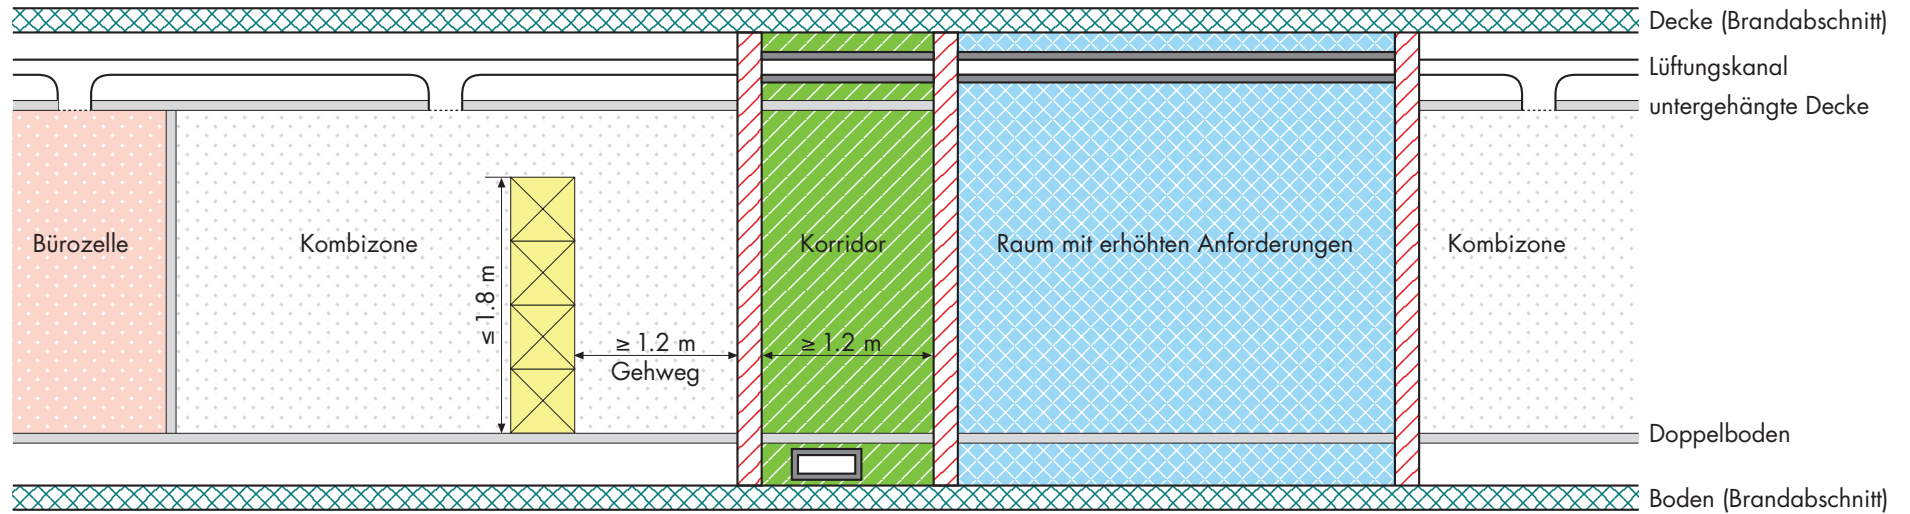 Decke (Brandabschnitt)
Lüftungskanal
untergehängte Decke
Bürozelle
Kombizone
Korridor
Raum mit erhöhten Anforderungen
Kombizone
≤ 1.8 m
≥ 1.2 m
Gehweg
≥ 1.2 m
Doppelboden
Boden (Brandabschnitt)